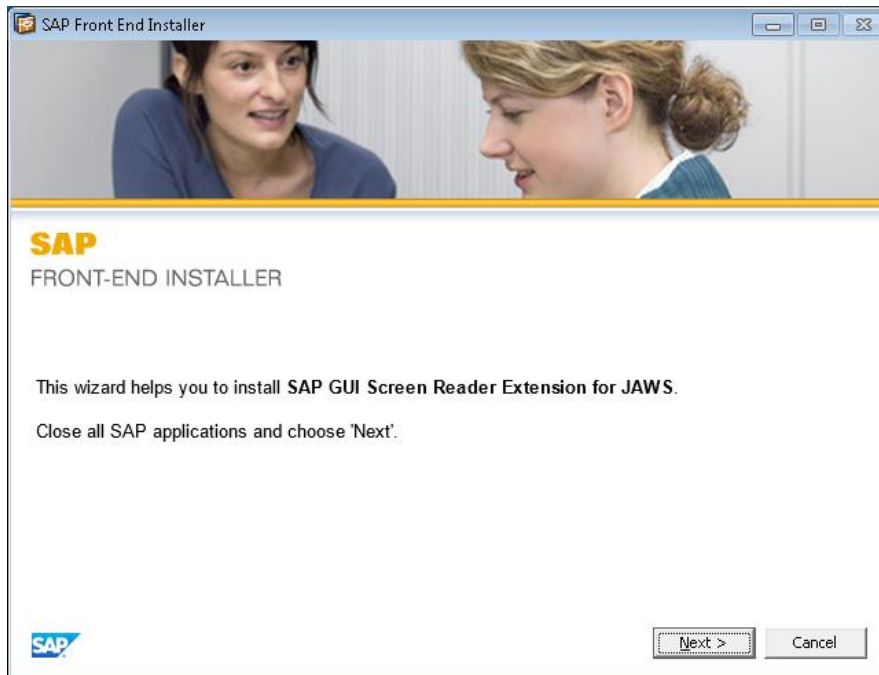 SAP Front End Installer
SAP
FRONT-END INSTALLER
This wizard helps you to install SAP GUI Screen Reader Extension for JAWS.
Close all SAP applications and choose 'Next'.
SAP
Next >
Cancel